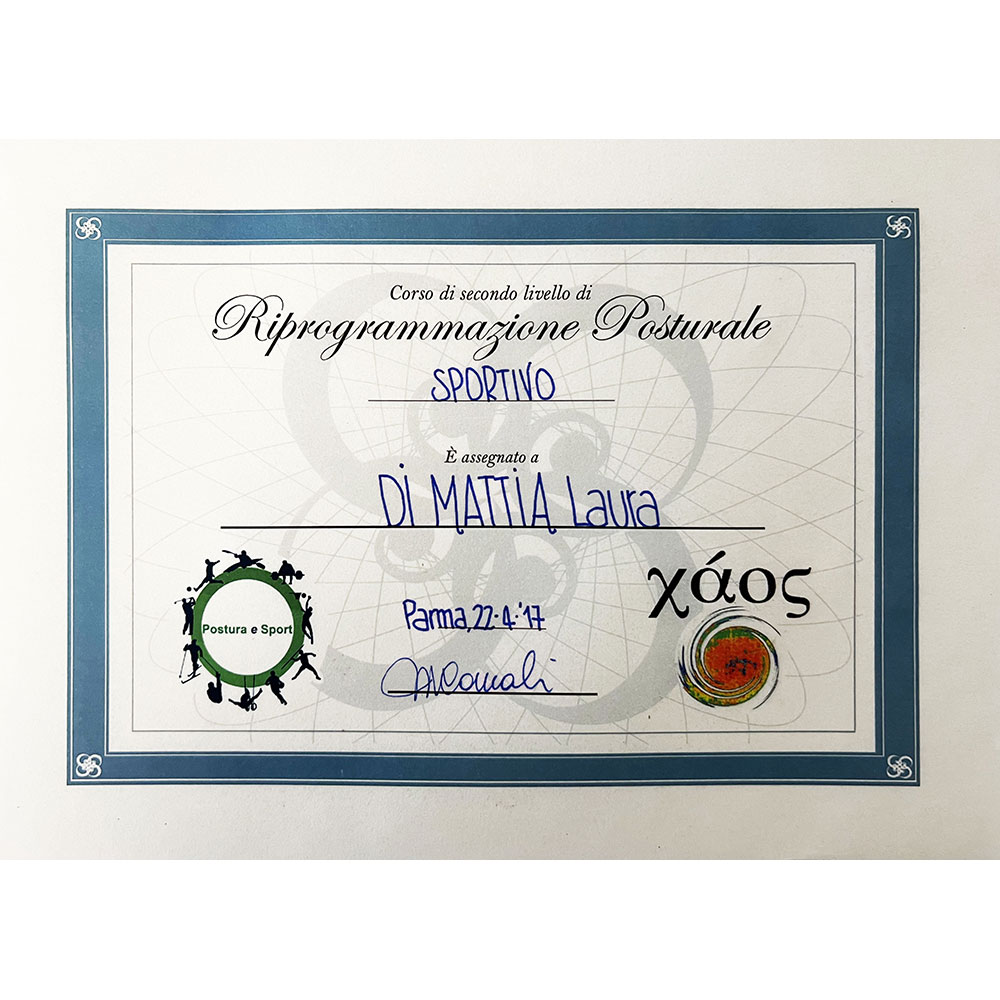 Corso di secondo livello di
Riprogrammazione Posturale
SPORTIVO
È assegnato a
Di MATTIA Laura
Postura e Sport
Parma, 22·4·'17
χάος